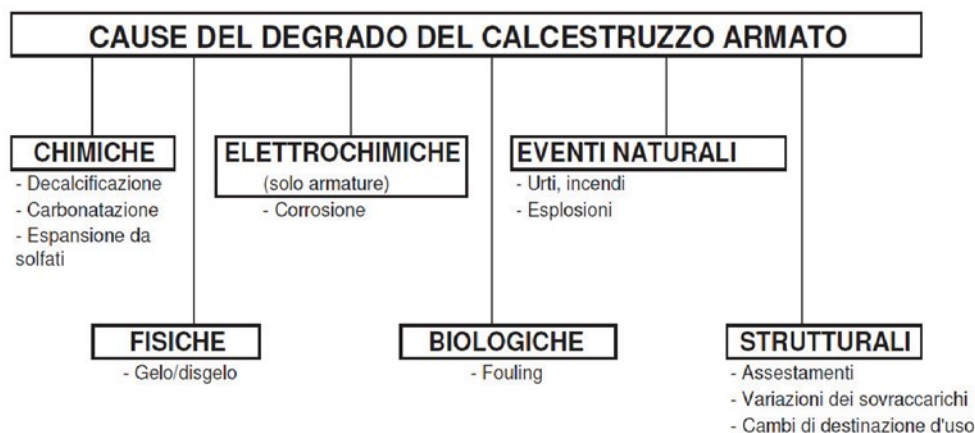 CAUSE DEL DEGRADO DEL CALCESTRUZZO ARMATO
CHIMICHE
- Decalcificazione
- Carbonatazione
- Espansione da
solfati
ELETTROCHIMICHE
(solo armature)
- Corrosione
EVENTI NATURALI
- Urti, incendi
- Esplosioni
FISICHE
- Gelo/disgelo
BIOLOGICHE
- Fouling
STRUTTURALI
- Assestamenti
- Variazioni dei sovraccarichi
- Cambi di destinazione d'uso